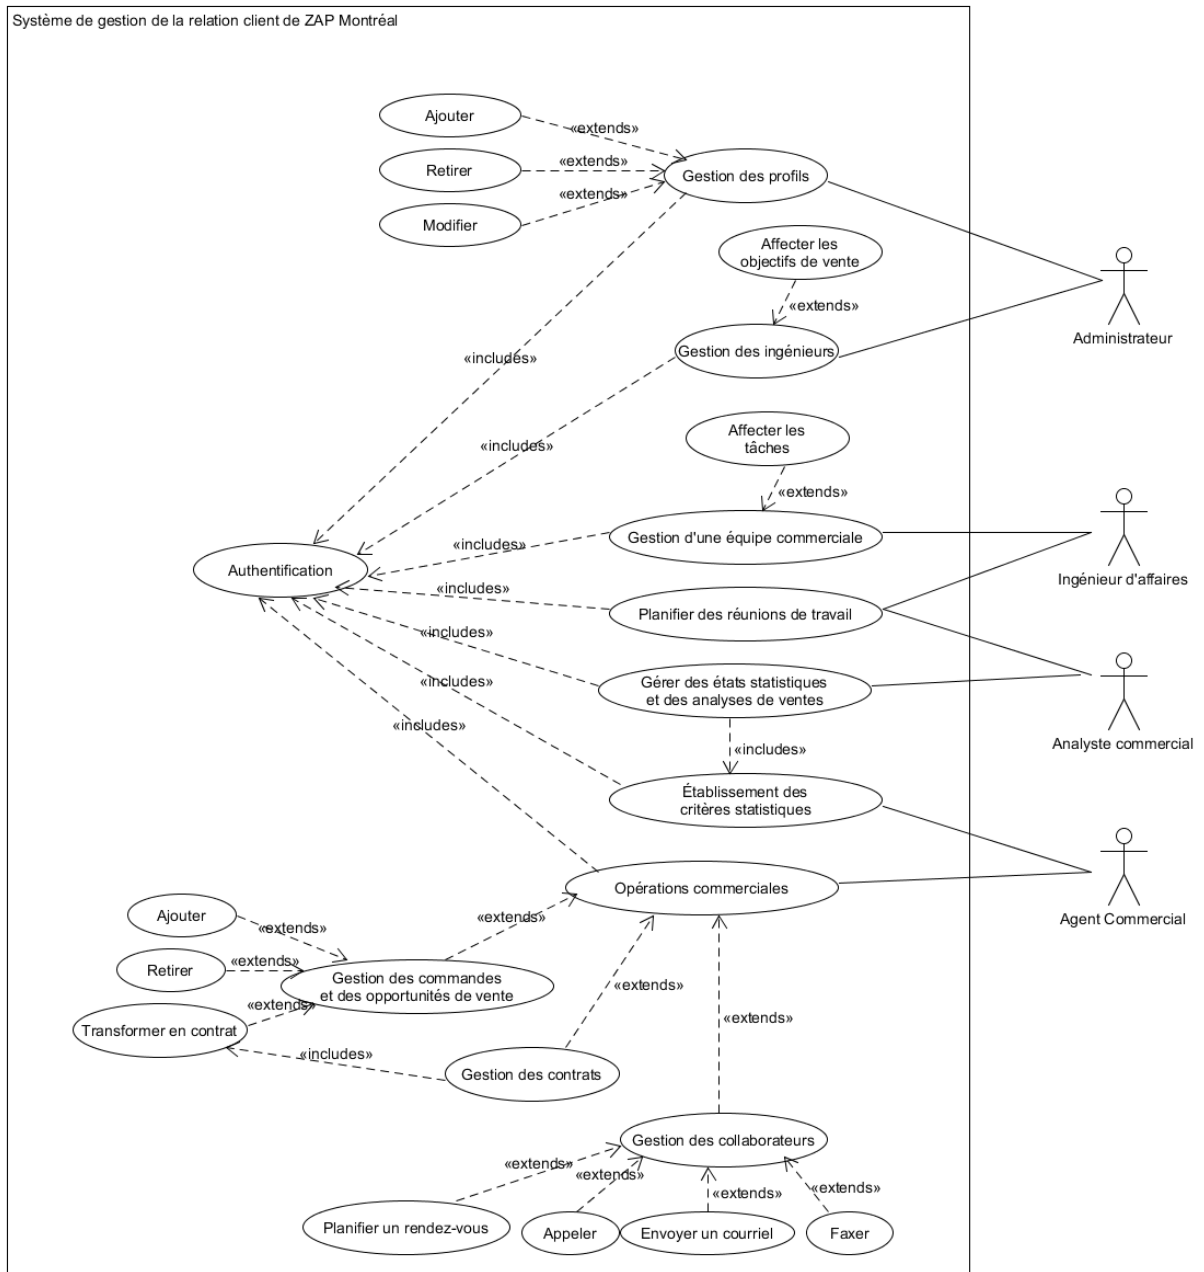 Système de gestion de la relation client de ZAP Montréal
Ajouter
«extends»
Retirer
«extends»
Gestion des profils
«extends»
Modifier
Affecter les
objectifs de vente
«extends»
Administrateur
Gestion des ingénieurs
«includes»
Affecter les
tâches
«includes»
«extends»
Gestion d'une équipe commerciale
«includes»
Authentification
Ingénieur d'affaires
«includes»
Planifier des réunions de travail
«includes»
Gérer des états statistiques
et des analyses de ventes
«includes»
«includes»
Analyste commercial
«includes»
Établissement des
critères statistiques
Opérations commerciales
Agent Commercial
Ajouter
«extends»
«extends»
Retirer
«extends»
Gestion des commandes
et des opportunités de vente
«extends»
«extends»
Transformer en contrat
«extends»
«includes»
Gestion des contrats
Gestion des collaborateurs
«extends»
«extends»
«extends»
«extends»
Planifier un rendez-vous
Appeler
Envoyer un courriel
Faxer